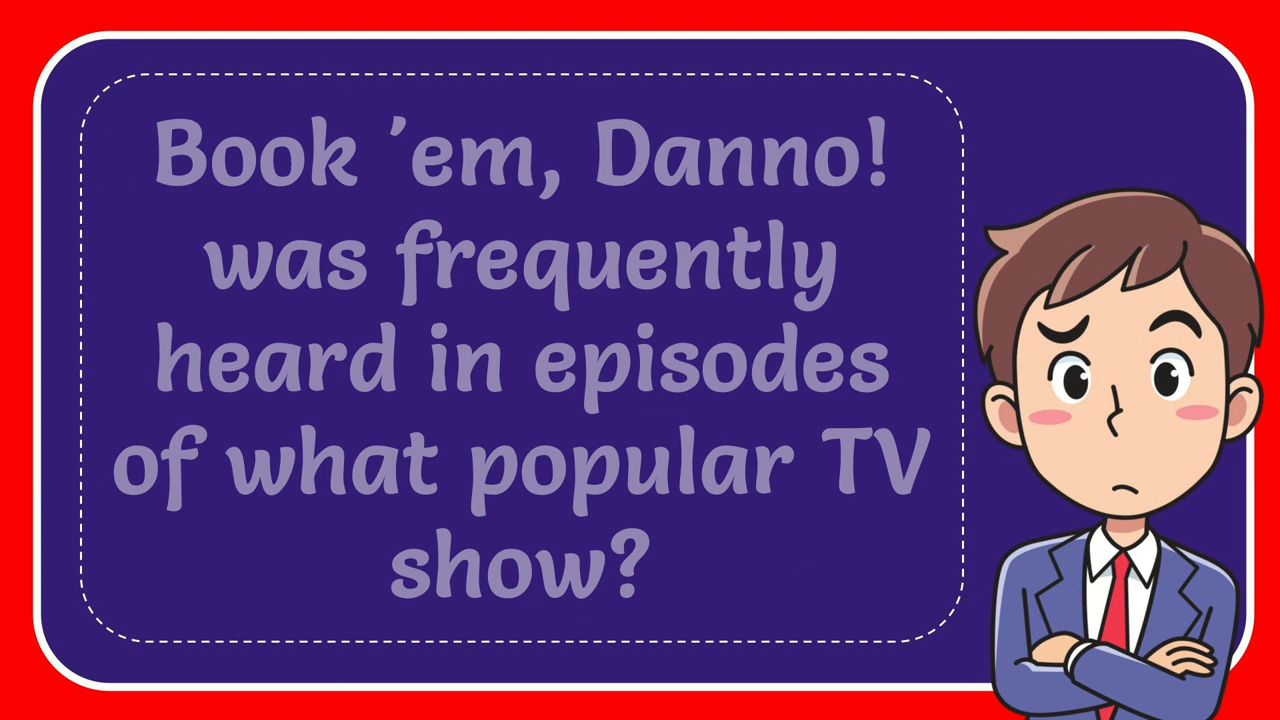 Book 'em, Danno!
was frequently
heard in episodes
of what popular TV
show?